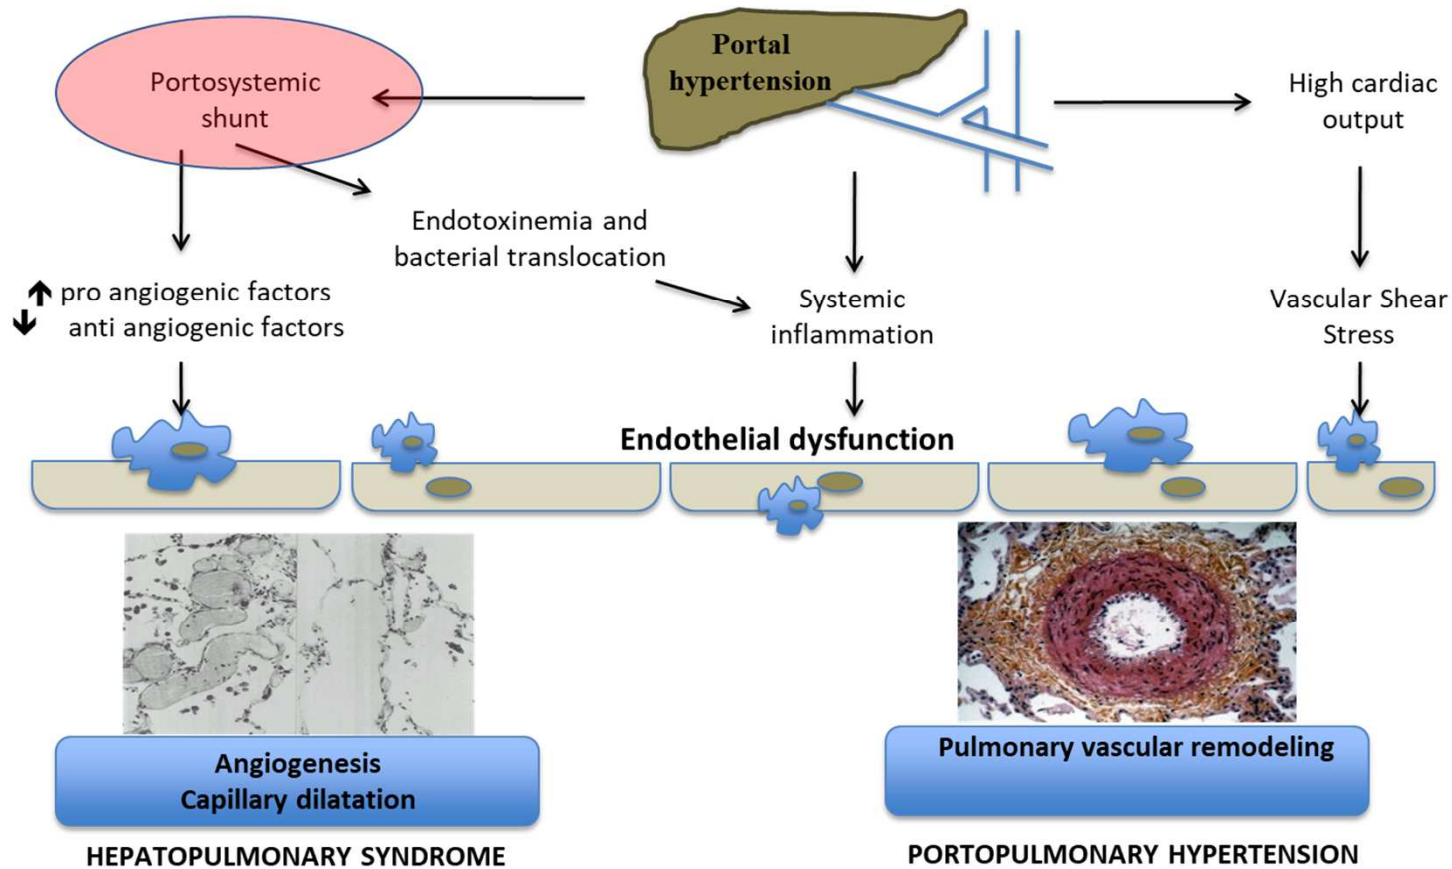 Portal
hypertension
Portosystemic
shunt
High cardiac
output
Endotoxinemia and
bacterial translocation
pro angiogenic factors
anti angiogenic factors
Systemic
inflammation
Vascular Shear
Stress
Endothelial dysfunction
Angiogenesis
Capillary dilatation
Pulmonary vascular remodeling
HEPATOPULMONARY SYNDROME
PORTOPULMONARY HYPERTENSION